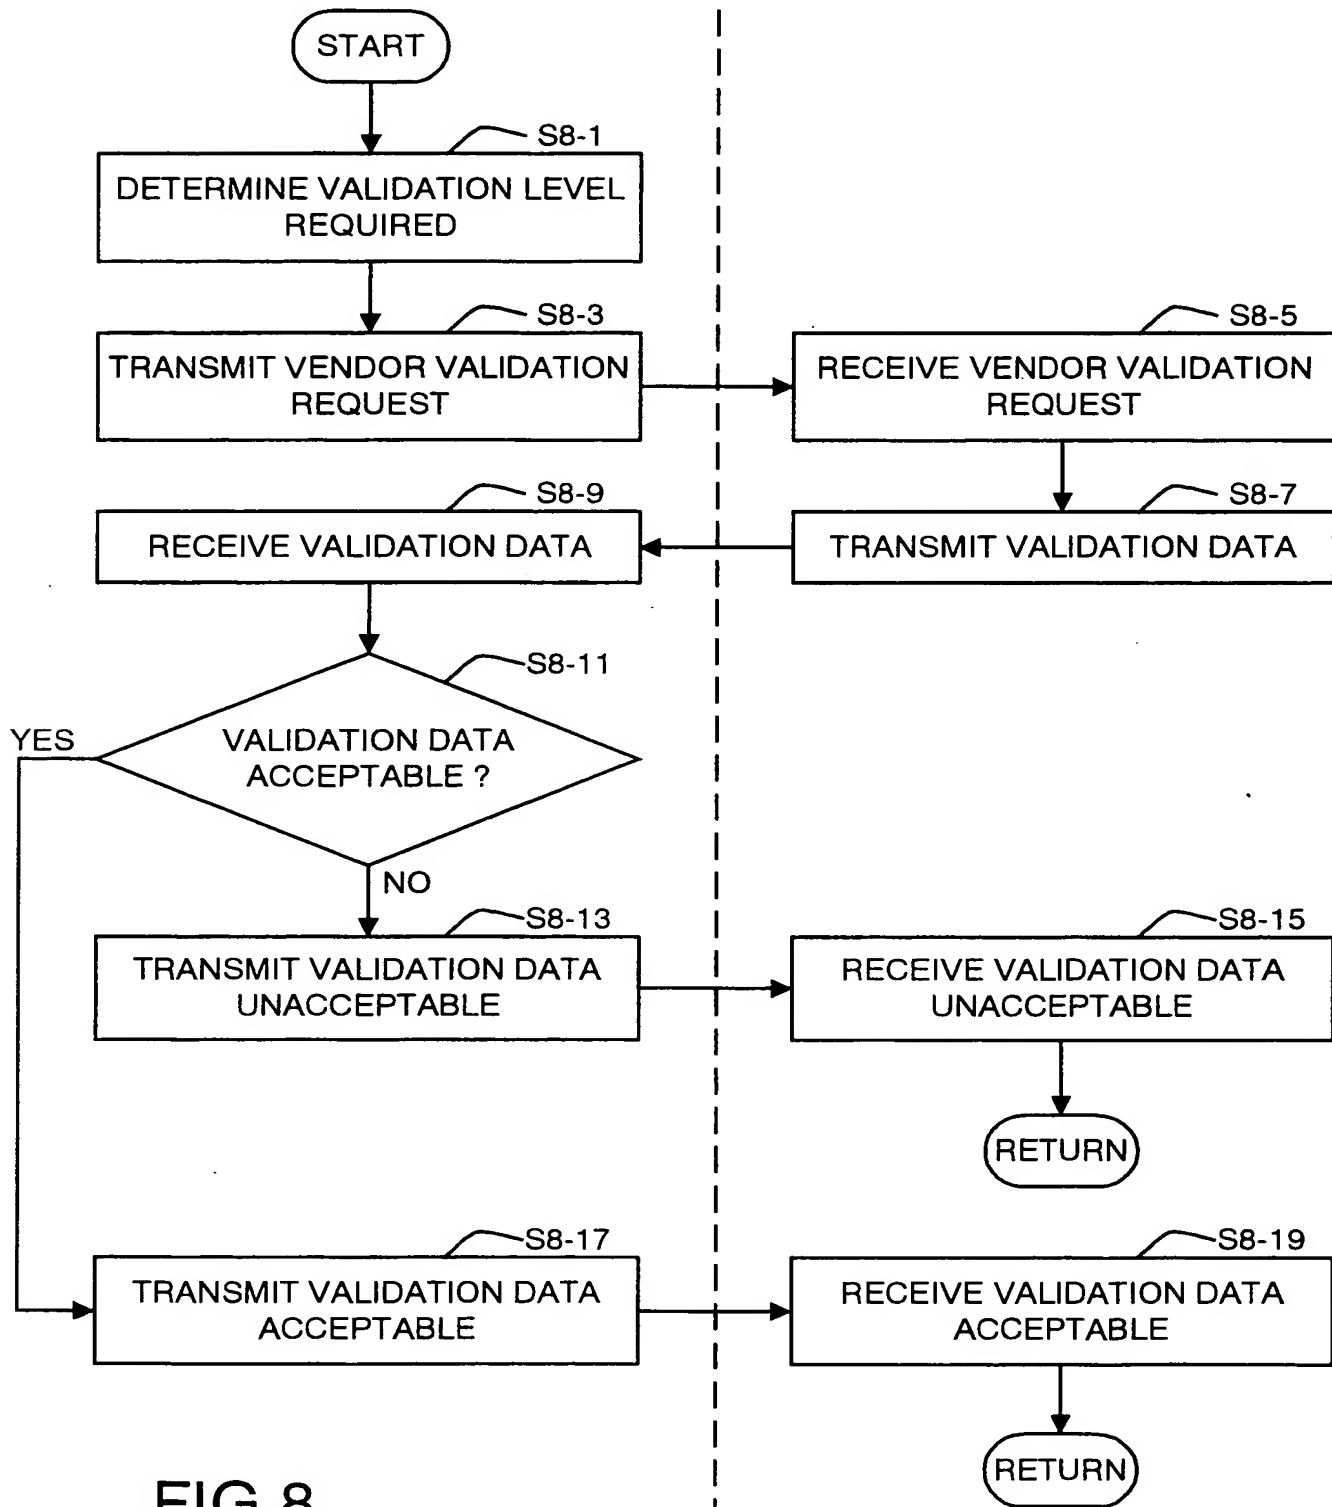 START
S8-1
DETERMINE VALIDATION LEVEL
REQUIRED
S8-3
TRANSMIT VENDOR VALIDATION
REQUEST
S8-5
RECEIVE VENDOR VALIDATION
REQUEST
S8-7
TRANSMIT VALIDATION DATA
S8-9
RECEIVE VALIDATION DATA
S8-11
VALIDATION DATA
ACCEPTABLE ?
YES
NO
S8-13
TRANSMIT VALIDATION DATA
UNACCEPTABLE
S8-15
RECEIVE VALIDATION DATA
UNACCEPTABLE
RETURN
S8-17
TRANSMIT VALIDATION DATA
ACCEPTABLE
S8-19
RECEIVE VALIDATION DATA
ACCEPTABLE
RETURN
FIG 8